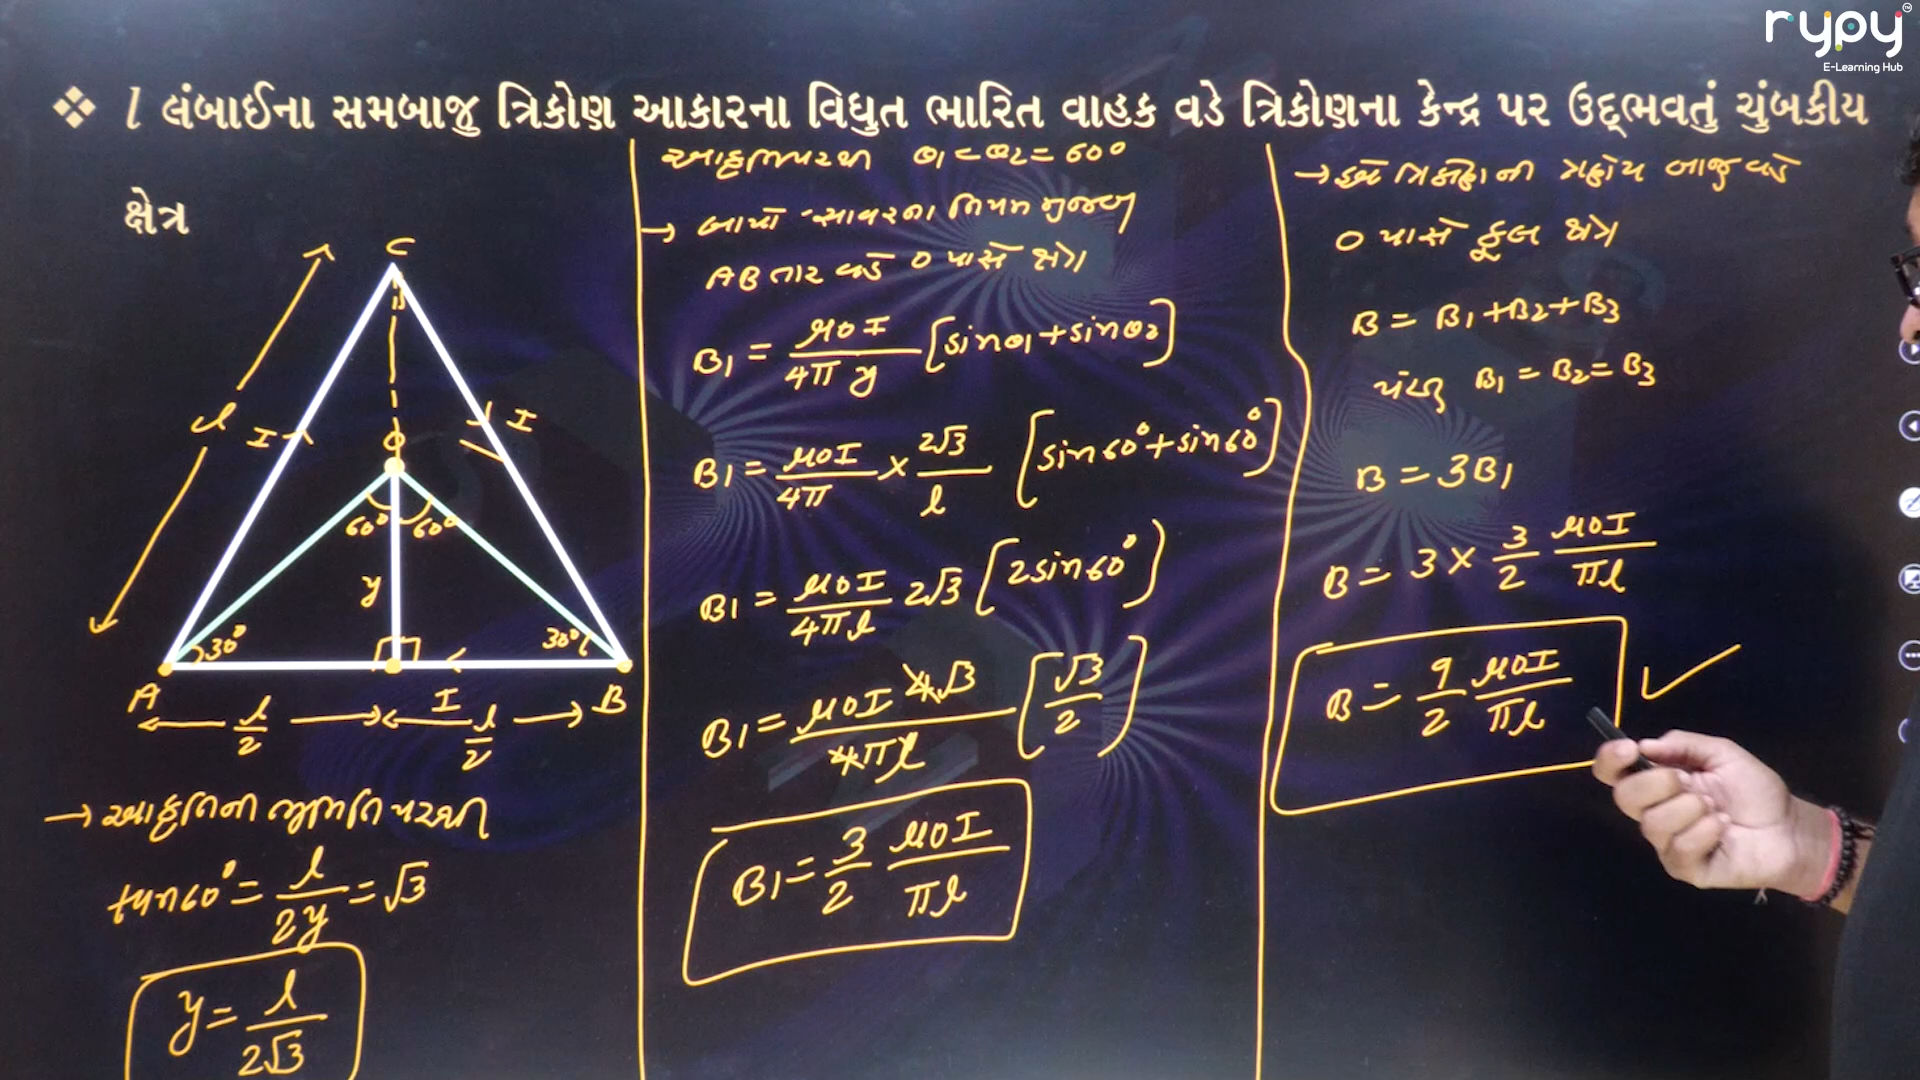 rypy
E-Learning Hub
❖ l લંબાઈના સમબાજુ ત્રિકોણ આકારના વિધુત ભારિત વાહક વડે ત્રિકોણના કેન્દ્ર પર ઉદ્ભવતું ચુંબકીય
ક્ષેત્ર
C
l
I
I
O
60° 60°
y
30° 30°
A I B
l/2 l/2
→ આકૃતિની ભૂમિતિ પરથી
tan60° = l/2y = √3
y = l/2√3
આકૃતિ પરથી θ1 = θ2 = 60°
→ બાયો-સાવરના નિયમ મુજબ
AB તાર વડે O પાસે ક્ષેત્ર
B1 = μ0I/4π y [sinθ1 + sinθ2]
B1 = μ0I/4π × 2√3/l [sin60° + sin60°]
B1 = μ0I/4πl 2√3 [2sin60°]
B1 = μ0I 4√3/4πl [√3/2]
B1 = 3/2 μ0I/πl
→ હવે ત્રિકોણની ત્રણેય બાજુ વડે
O પાસે કુલ ક્ષેત્ર
B = B1 + B2 + B3
પરંતુ B1 = B2 = B3
B = 3B1
B = 3 × 3/2 μ0I/πl
B = 9/2 μ0I/πl ✓